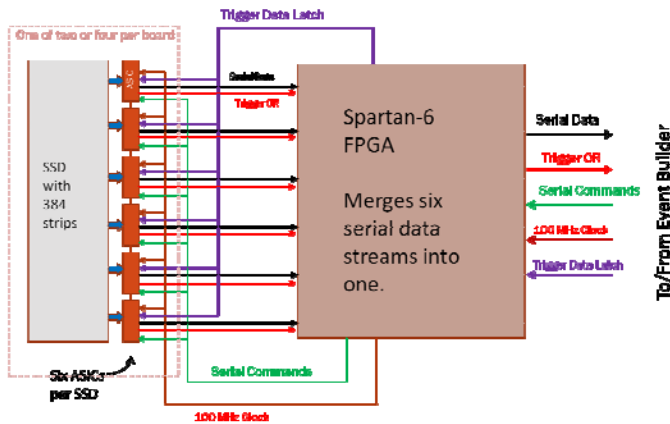 Trigger Data Latch
One of two or four per board
ASIC
Serial Data
Trigger OR
SSD
with
384
strips
Spartan-6
FPGA
Merges six
serial data
streams into
one.
Serial Data
Trigger OR
Serial Commands
100 MHz Clock
Trigger Data Latch
To/From Event Builder
Six ASICs
per SSD
Serial Commands
100 MHz Clock